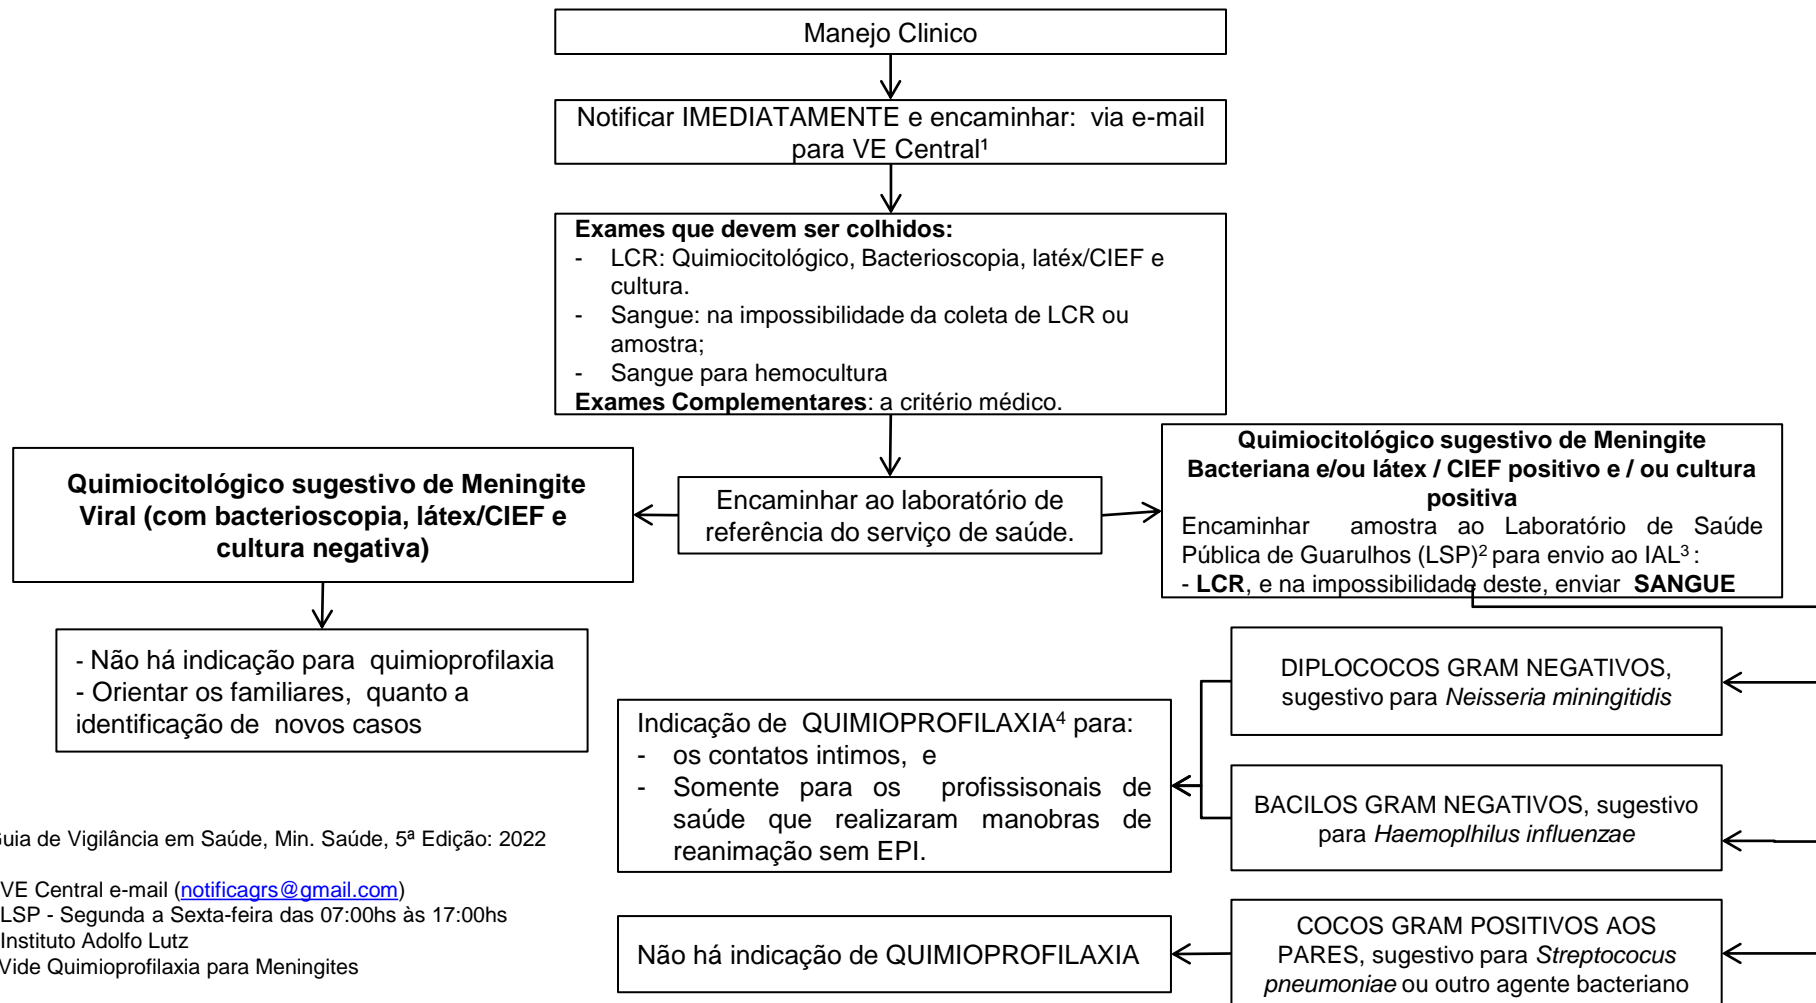 Manejo Clinico
Notificar IMEDIATAMENTE e encaminhar: via e-mail
para VE Central¹
Exames que devem ser colhidos:
- LCR: Quimiocitológico, Bacterioscopia, latéx/CIEF e
cultura.
- Sangue: na impossibilidade da coleta de LCR ou
amostra;
- Sangue para hemocultura
Exames Complementares: a critério médico.
Encaminhar ao laboratório de
referência do serviço de saúde.
Quimiocitológico sugestivo de Meningite
Viral (com bacterioscopia, látex/CIEF e
cultura negativa)
- Não há indicação para quimioprofilaxia
- Orientar os familiares, quanto a
identificação de novos casos
Quimiocitológico sugestivo de Meningite
Bacteriana e/ou látex / CIEF positivo e / ou cultura
positiva
Encaminhar amostra ao Laboratório de Saúde
Pública de Guarulhos (LSP)² para envio ao IAL³ :
- LCR, e na impossibilidade deste, enviar SANGUE
DIPLOCOCOS GRAM NEGATIVOS,
sugestivo para Neisseria miningitidis
BACILOS GRAM NEGATIVOS, sugestivo
para Haemoplhilus influenzae
Indicação de QUIMIOPROFILAXIA⁴ para:
- os contatos intimos, e
- Somente para os profissisonais de
saúde que realizaram manobras de
reanimação sem EPI.
COCOS GRAM POSITIVOS AOS
PARES, sugestivo para Streptococus
pneumoniae ou outro agente bacteriano
Não há indicação de QUIMIOPROFILAXIA
uia de Vigilância em Saúde, Min. Saúde, 5ª Edição: 2022
VE Central e-mail (notificagrs@gmail.com)
LSP - Segunda a Sexta-feira das 07:00hs às 17:00hs
Instituto Adolfo Lutz
Vide Quimioprofilaxia para Meningites